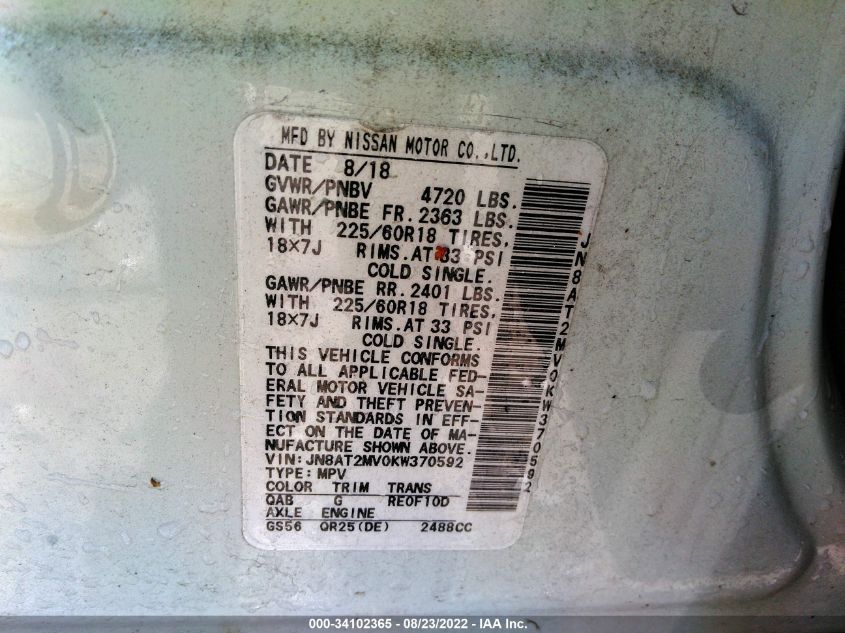 MFD BY NISSAN MOTOR CO.,LTD.
DATE 8/18
GVWR/PNBV 4720 LBS.
GAWR/PNBE FR. 2363 LBS.
WITH 225/60R18 TIRES,
18×7J RIMS.AT 33 PSI
COLD SINGLE.
GAWR/PNBE RR. 2401 LBS.
WITH 225/60R18 TIRES,
18×7J RIMS.AT 33 PSI
COLD SINGLE.
THIS VEHICLE CONFORMS
TO ALL APPLICABLE FED-
ERAL MOTOR VEHICLE SA-
FETY AND THEFT PREVEN-
TION STANDARDS IN EFF-
ECT ON THE DATE OF MA-
NUFACTURE SHOWN ABOVE.
VIN:JN8AT2MV0KW370592
TYPE:MPV
COLOR TRIM TRANS
QAB G RE0F10D
AXLE ENGINE
GS56 QR25(DE) 2488CC
JN8AT2MV0KW370592
000-34102365 - 08/23/2022 - IAA Inc.